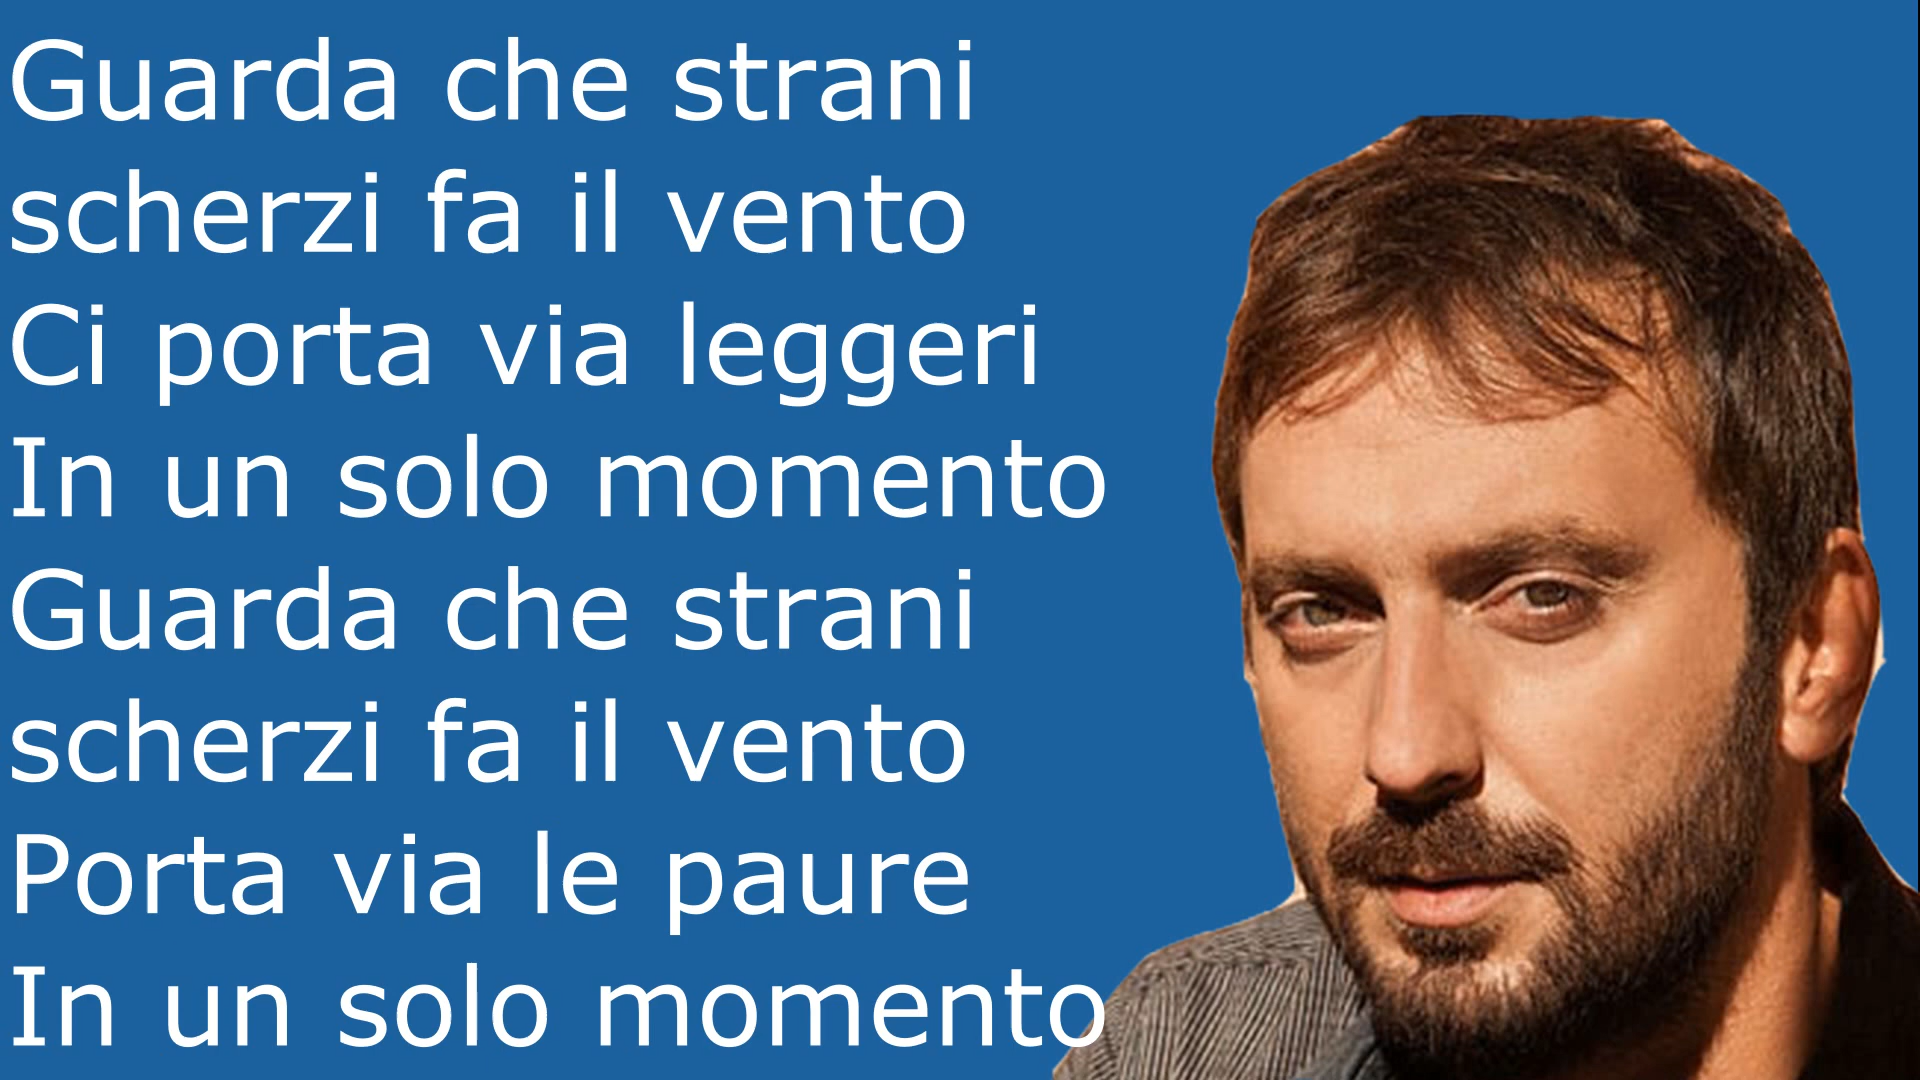 Guarda che strani
scherzi fa il vento
Ci porta via leggeri
In un solo momento
Guarda che strani
scherzi fa il vento
Porta via le paure
In un solo momento